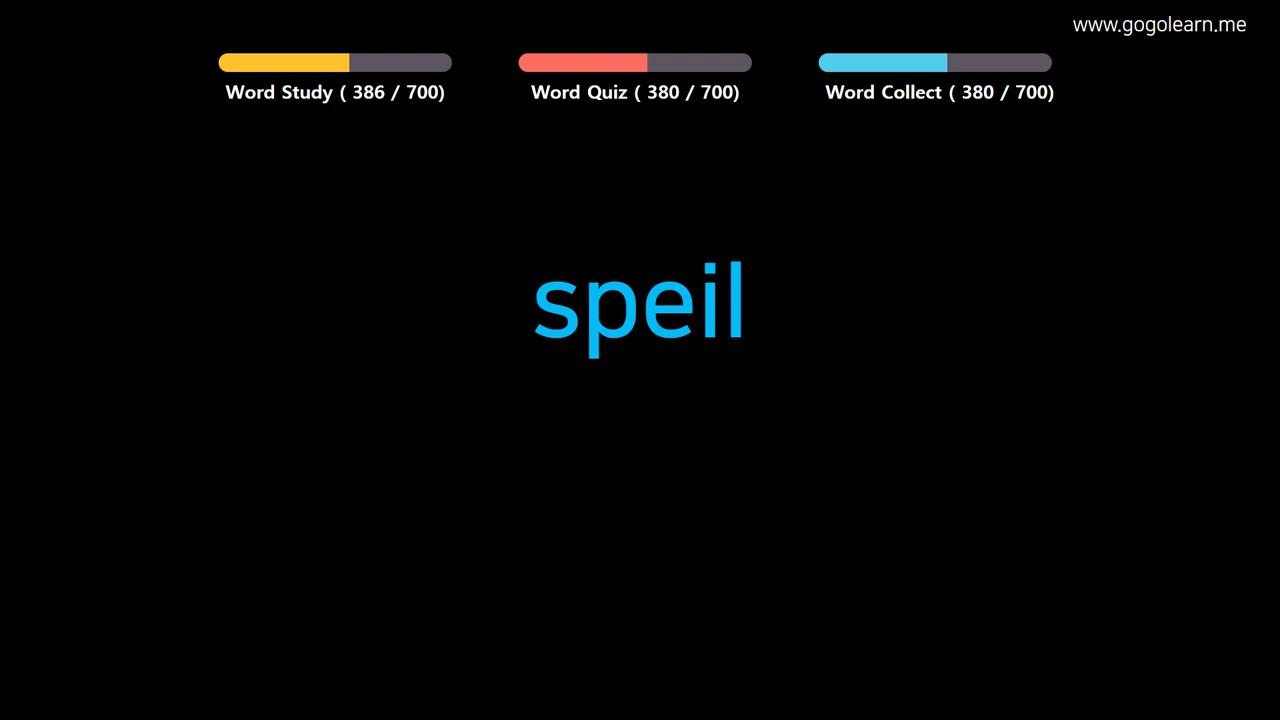 www.gogolearn.me
Word Study ( 386 / 700)
Word Quiz ( 380 / 700)
Word Collect ( 380 / 700)
speil